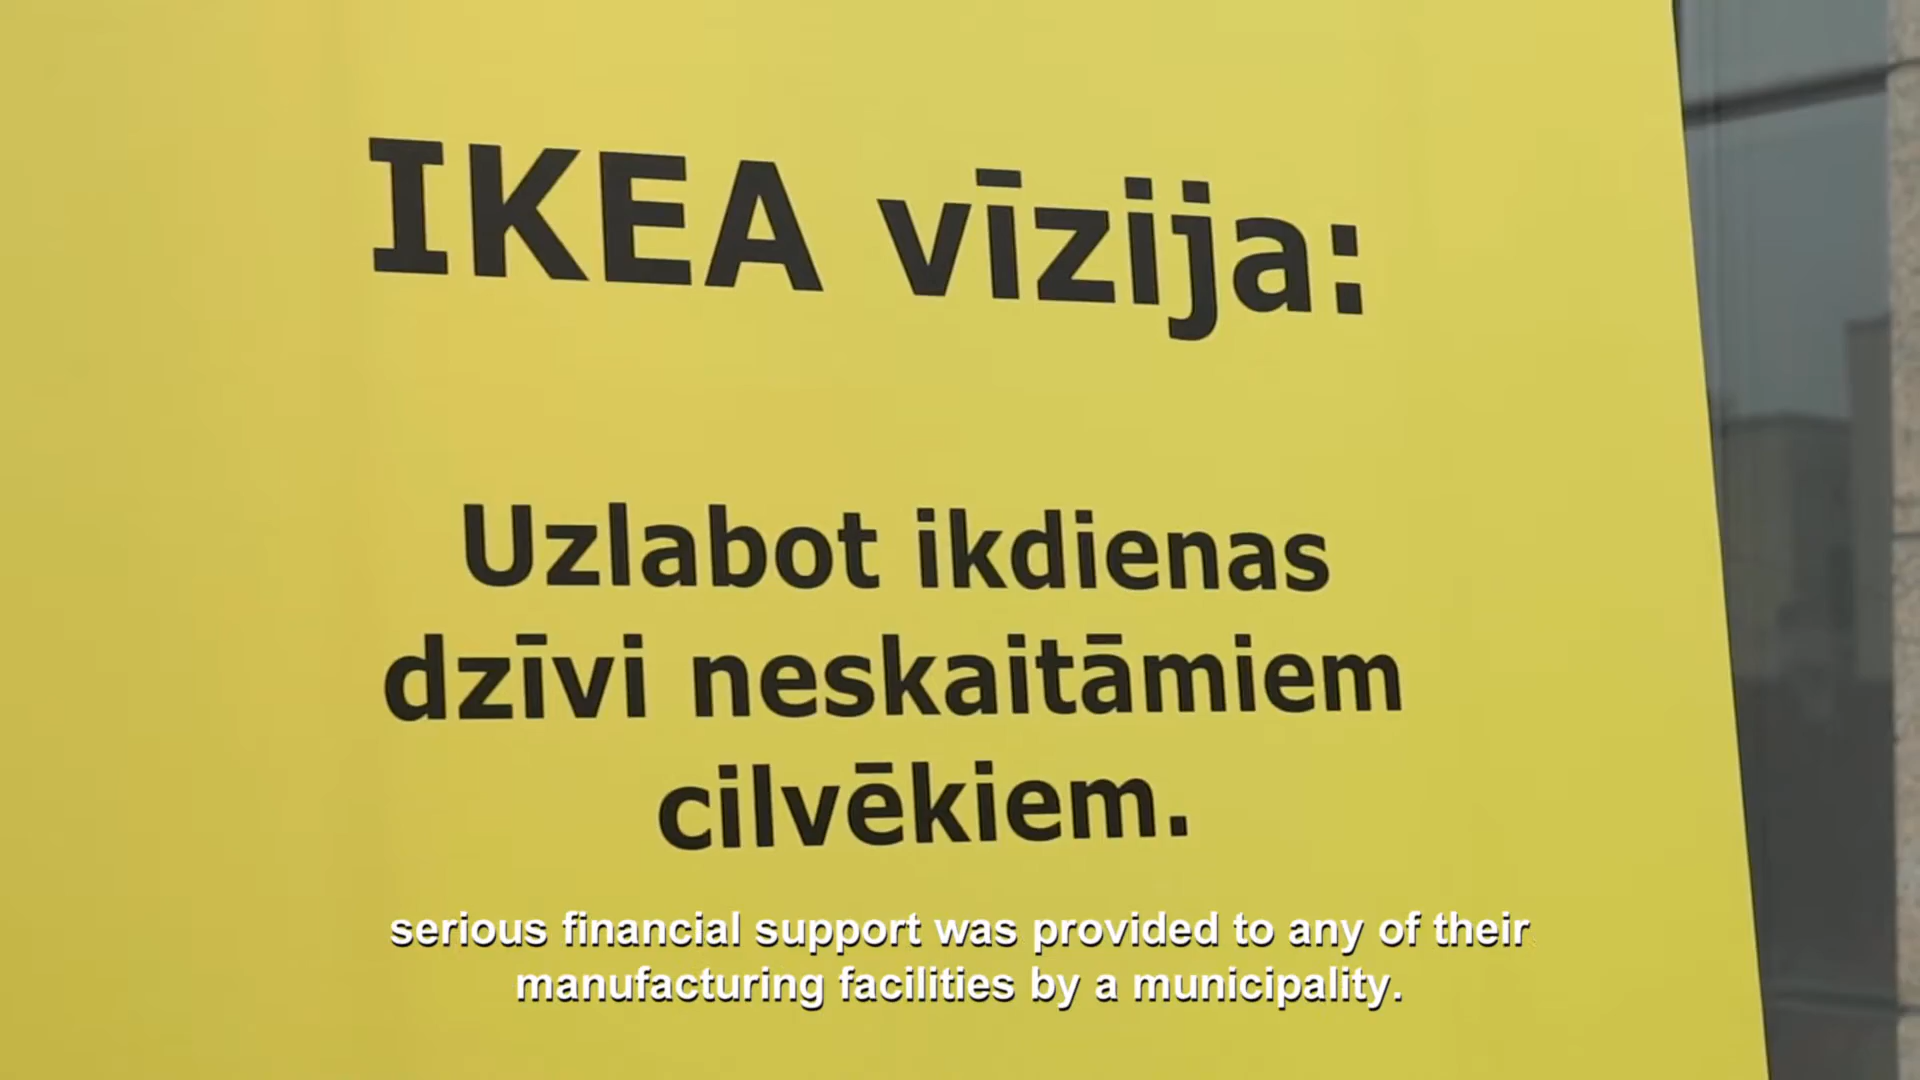 IKEA vīzija:
Uzlabot ikdienas
dzīvi neskaitāmiem
cilvēkiem.
serious financial support was provided to any of their
manufacturing facilities by a municipality.